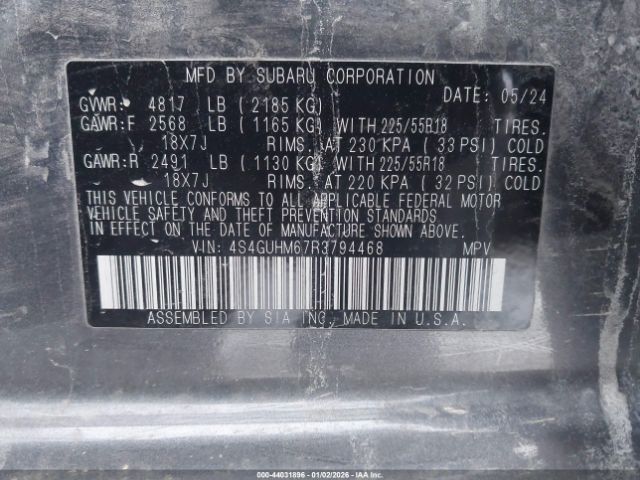 MFD BY SUBARU CORPORATION
DATE: 05/24
GVWR: 4817 LB ( 2185 KG)
GAWR:F 2568 LB ( 1165 KG) WITH 225/55R18 TIRES.
18X7J RIMS. AT 230 KPA ( 33 PSI) COLD
GAWR:R 2491 LB ( 1130 KG) WITH 225/55R18 TIRES.
18X7J RIMS. AT 220 KPA ( 32 PSI) COLD
THIS VEHICLE CONFORMS TO ALL APPLICABLE FEDERAL MOTOR
VEHICLE SAFETY AND THEFT PREVENTION STANDARDS
IN EFFECT ON THE DATE OF MANUFACTURE SHOWN ABOVE.
VIN: 4S4GUHM67R3794468 MPV
ASSEMBLED BY SIA INC. MADE IN U.S.A.
000-44031896 - 01/02/2026 - IAAI.COM